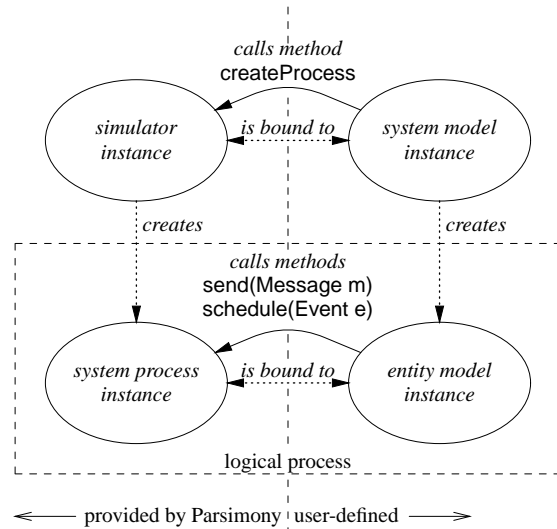 calls method
createProcess
simulator
instance
is bound to
system model
instance
creates
creates
calls methods
send(Message m)
schedule(Event e)
system process
instance
is bound to
entity model
instance
logical process
provided by Parsimony
user-defined